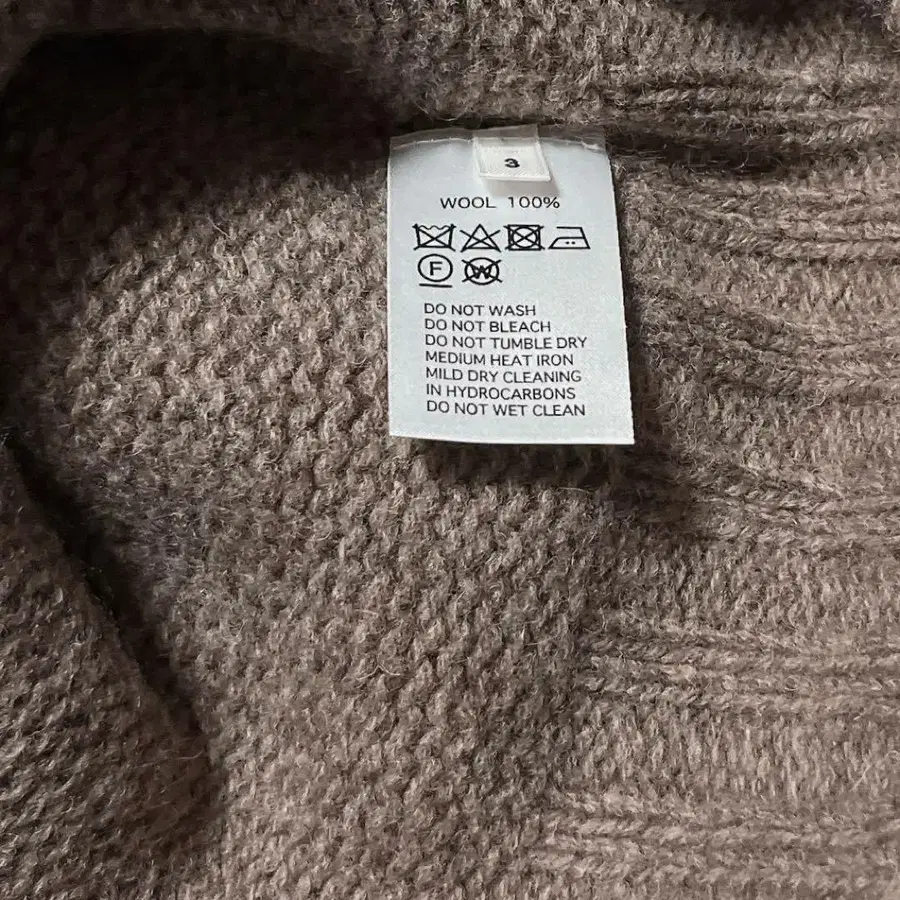 3
WOOL 100%
F W
DO NOT WASH
DO NOT BLEACH
DO NOT TUMBLE DRY
MEDIUM HEAT IRON
MILD DRY CLEANING
IN HYDROCARBONS
DO NOT WET CLEAN